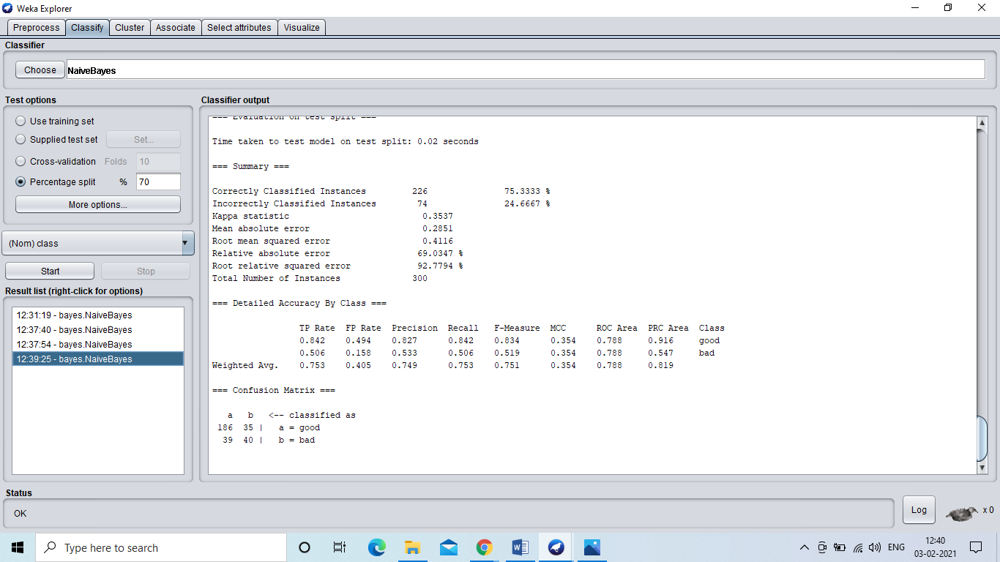 Weka Explorer
Preprocess Classify Cluster Associate Select attributes Visualize
Classifier
Choose NaiveBayes
Test options
Use training set
Supplied test set Set...
Cross-validation Folds 10
Percentage split % 70
More options...
(Nom) class
Start Stop
Result list (right-click for options)
12:31:19 - bayes.NaiveBayes
12:37:40 - bayes.NaiveBayes
12:37:54 - bayes.NaiveBayes
12:39:25 - bayes.NaiveBayes
Classifier output
=== Evaluation on test split ===
Time taken to test model on test split: 0.02 seconds
=== Summary ===
Correctly Classified Instances 226 75.3333 %
Incorrectly Classified Instances 74 24.6667 %
Kappa statistic 0.3537
Mean absolute error 0.2851
Root mean squared error 0.4116
Relative absolute error 69.0347 %
Root relative squared error 92.7794 %
Total Number of Instances 300
=== Detailed Accuracy By Class ===
TP Rate FP Rate Precision Recall F-Measure MCC ROC Area PRC Area Class
0.842 0.494 0.827 0.842 0.834 0.354 0.788 0.916 good
0.506 0.158 0.533 0.506 0.519 0.354 0.788 0.547 bad
Weighted Avg. 0.753 0.405 0.749 0.753 0.751 0.354 0.788 0.819
=== Confusion Matrix ===
a b <-- classified as
186 35 | a = good
39 40 | b = bad
Status
OK
Log
x 0
Type here to search
ENG
12:40
03-02-2021